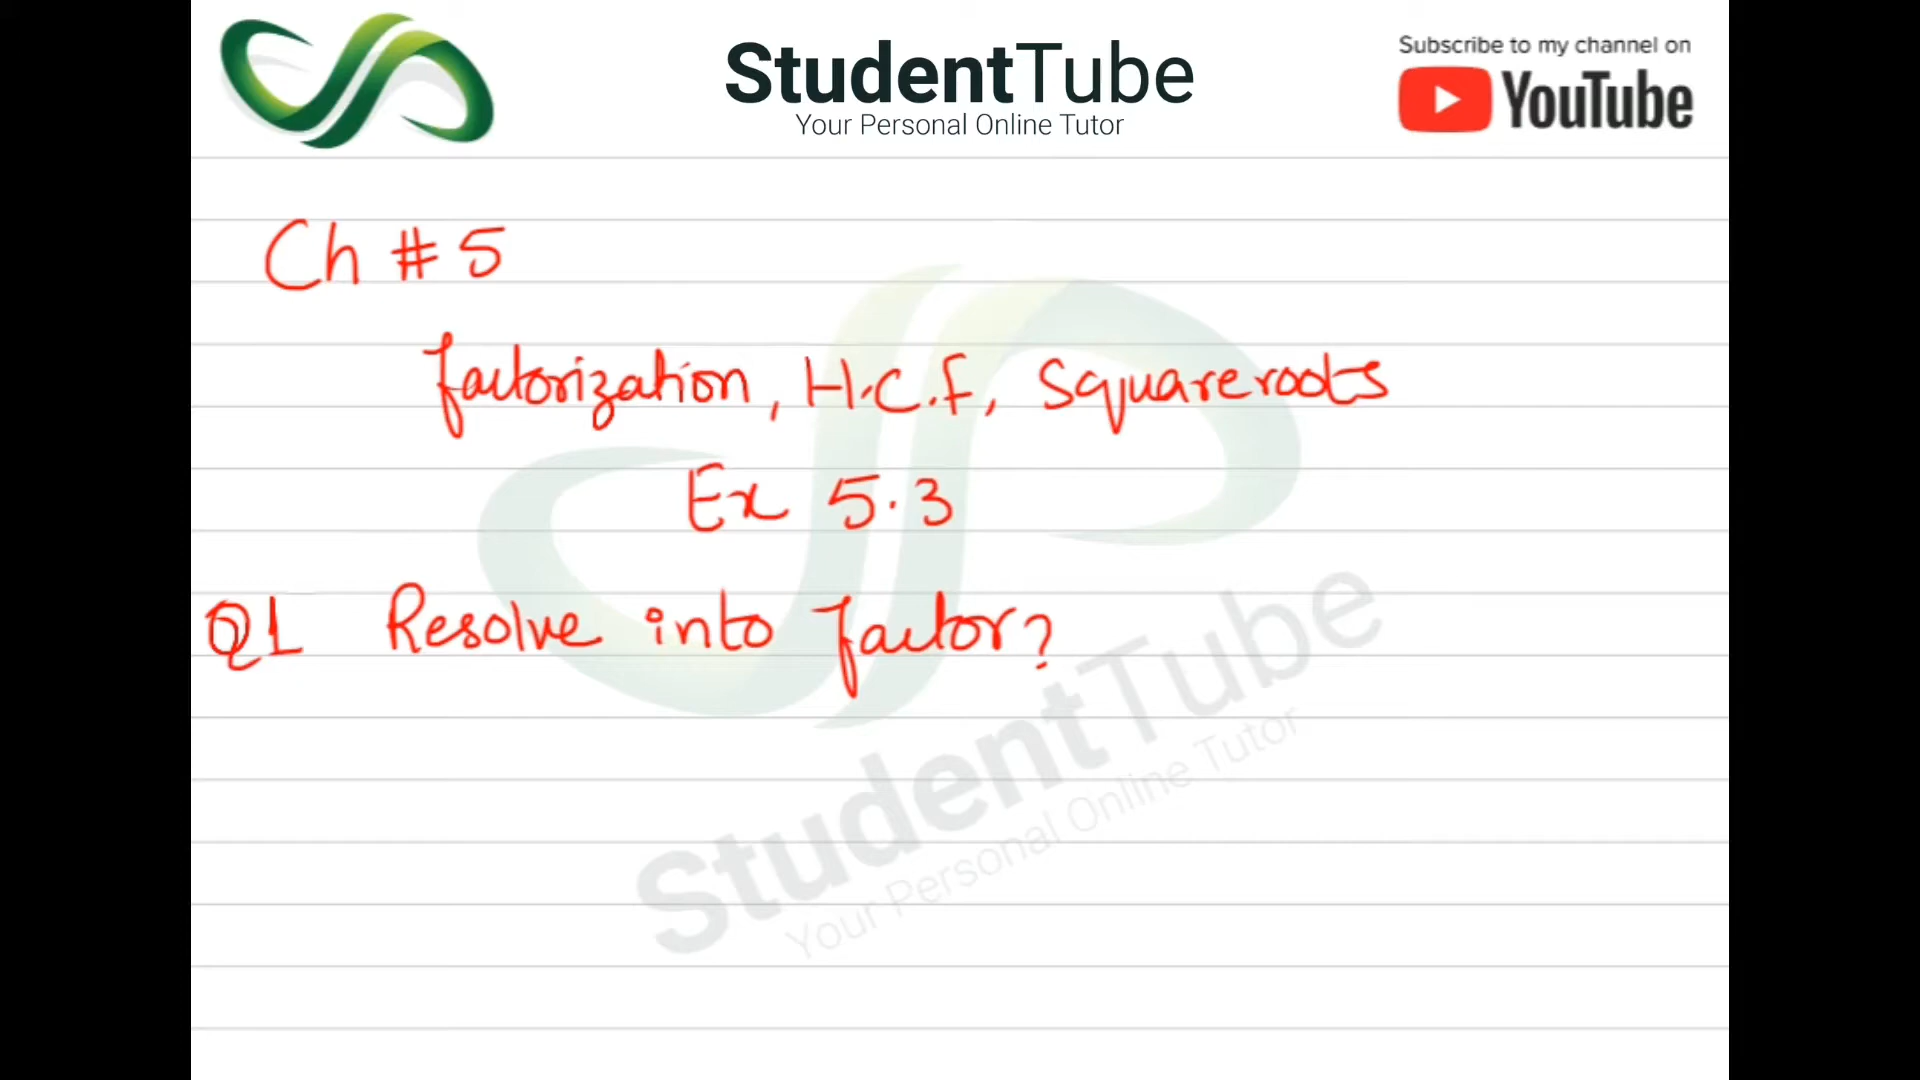 StudentTube
Your Personal Online Tutor
Subscribe to my channel on
YouTube
Ch # 5
factorization, H.C.F, Squareroots
Ex 5.3
Q1 Resolve into factor?
StudentTube
Your Personal Online Tutor